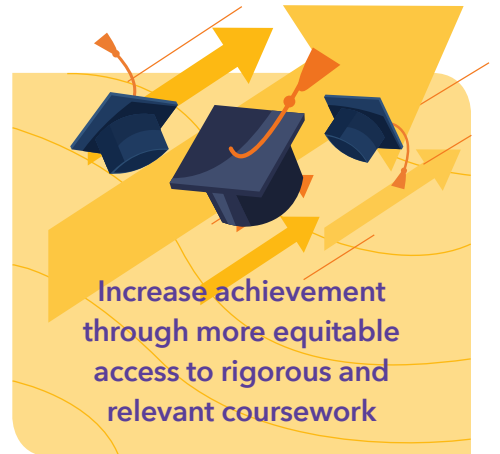 Increase achievement
through more equitable
access to rigorous and
relevant coursework